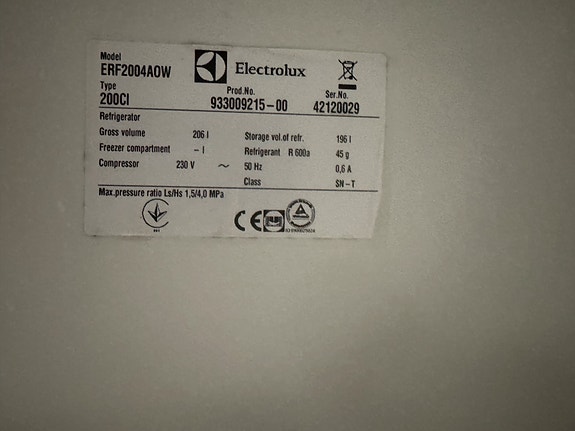 Model
ERF2004AOW
Electrolux
Type
200CI
Prod.No.
933009215-00
Ser.No.
42120029
Refrigerator
Gross volume 206 l Storage vol.of refr. 196 l
Freezer compartment - l Refrigerant R 600a 45 g
Compressor 230 V ~ 50 Hz 0,6 A
Class SN-T
Max.pressure ratio Ls/Hs 1,5/4,0 MPa
CE